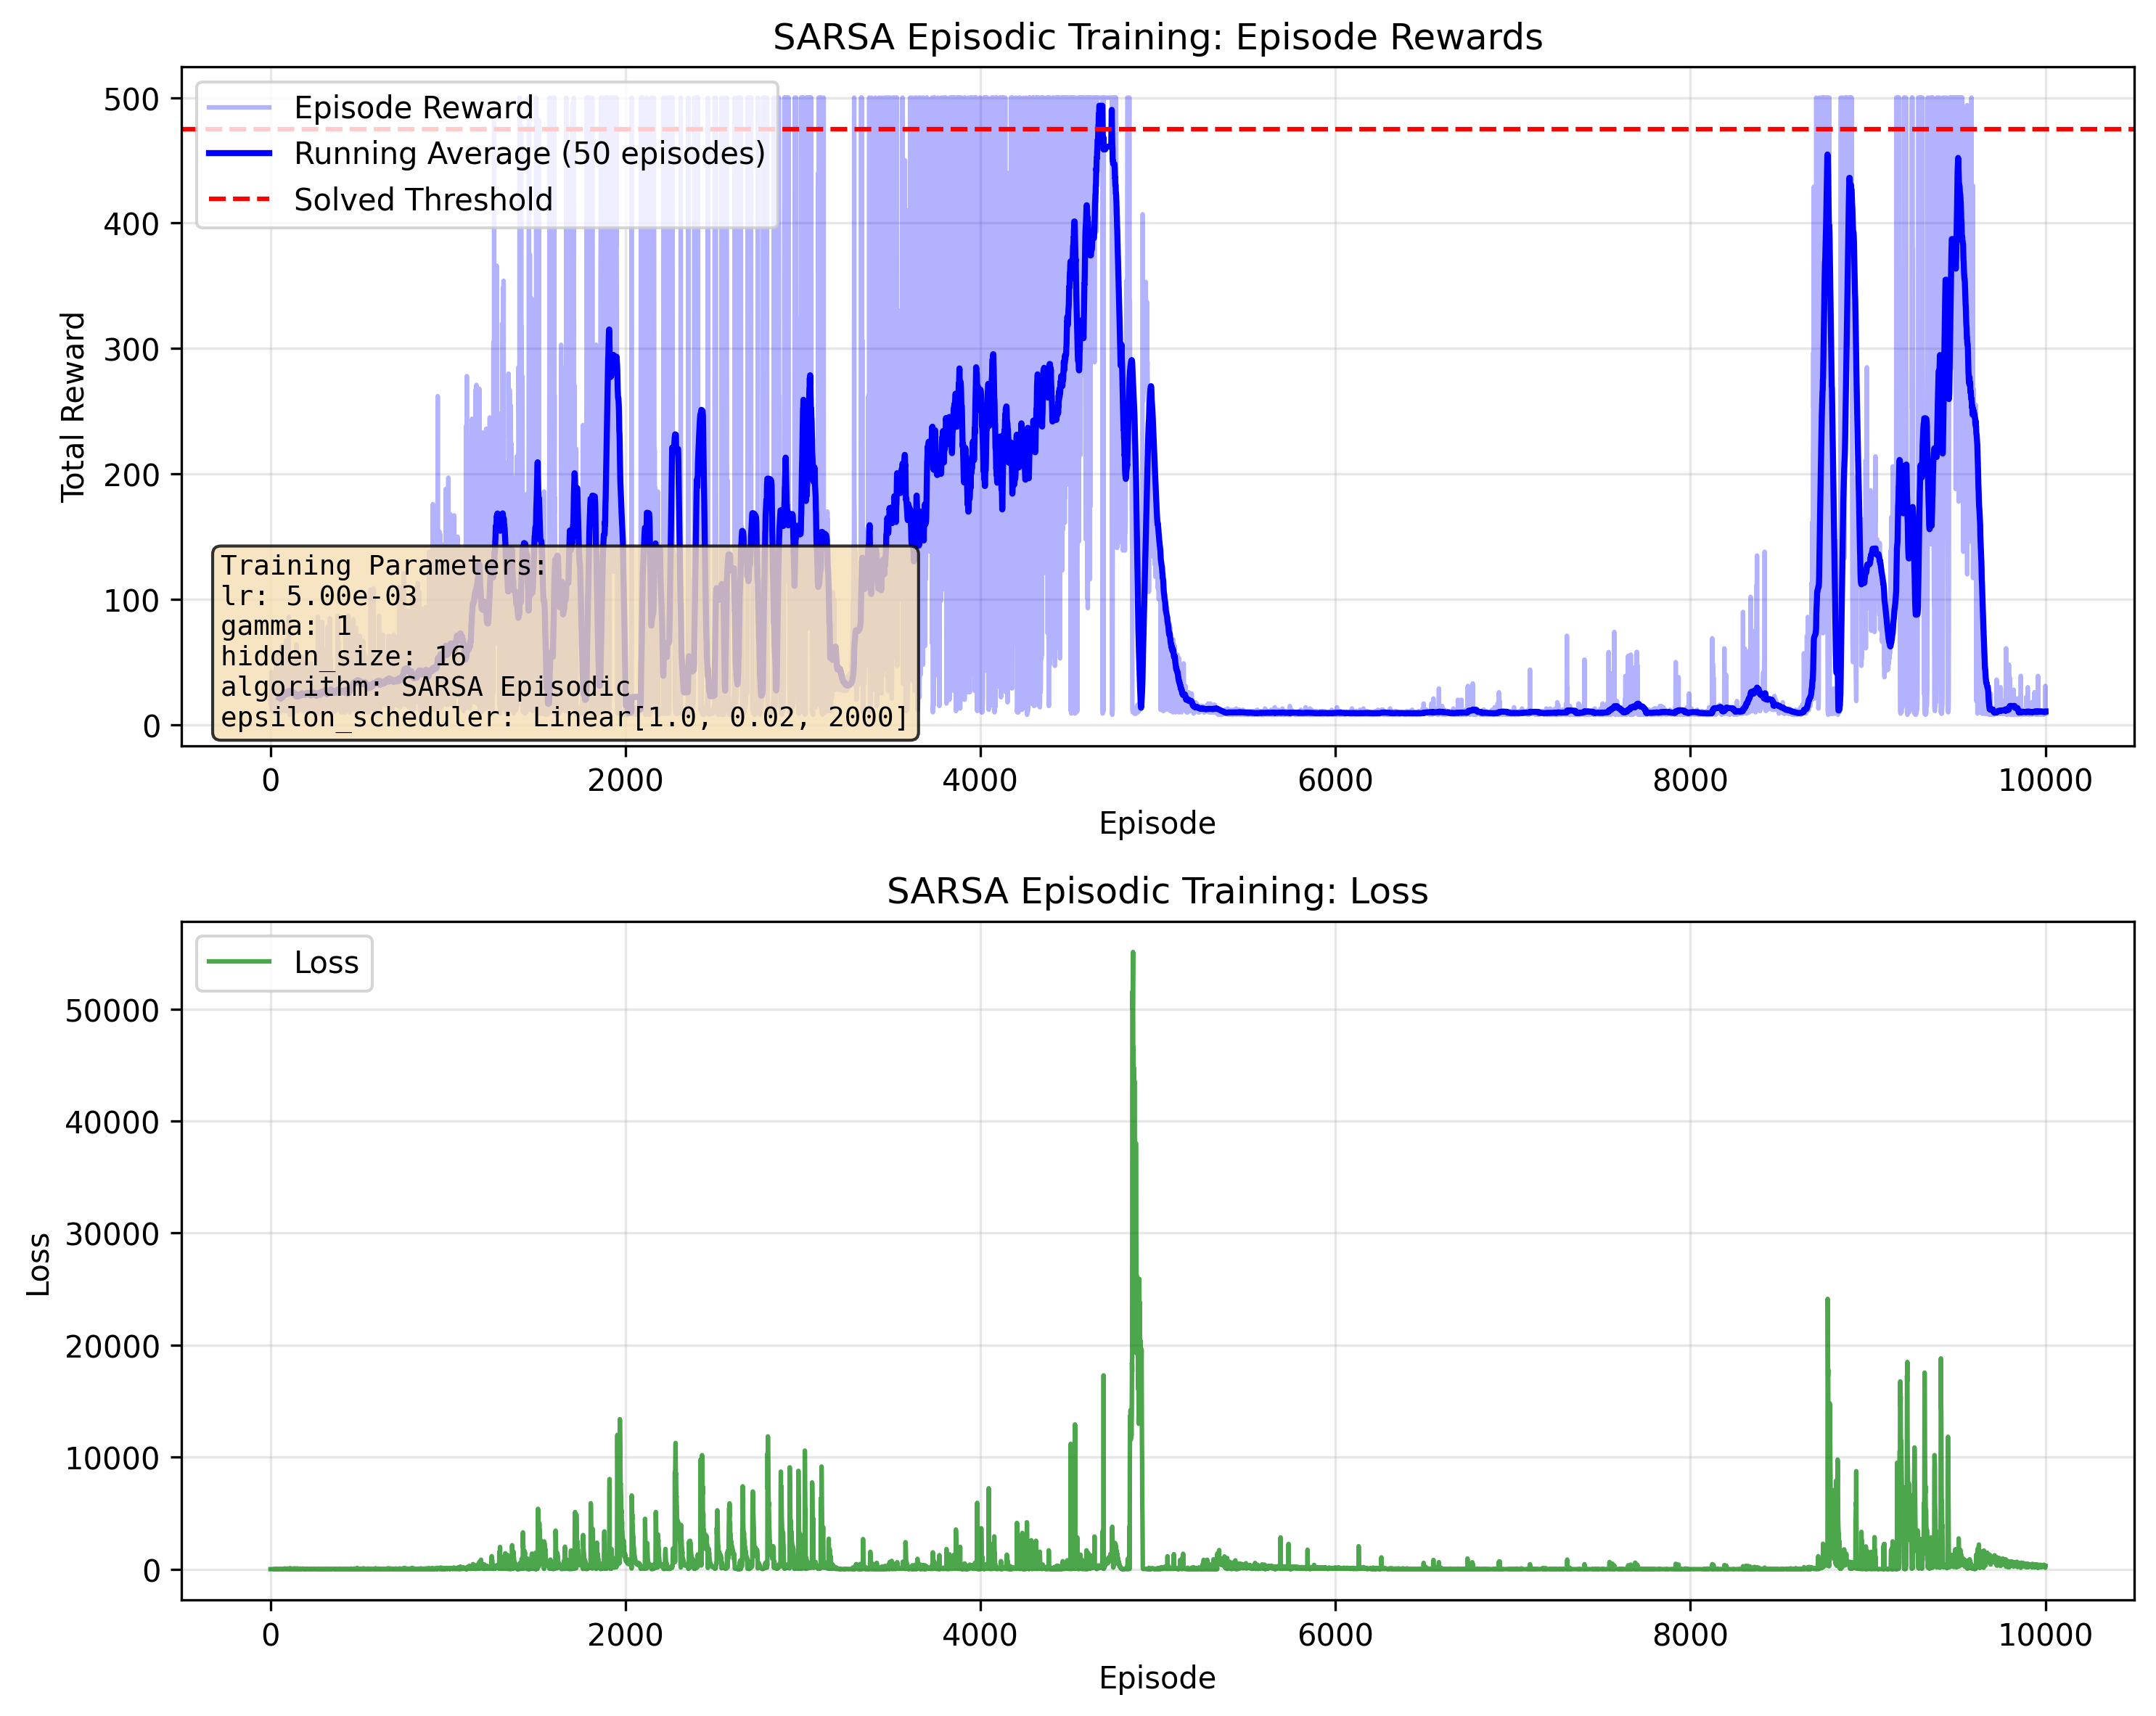 SARSA Episodic Training: Episode Rewards
Total Reward
500
400
300
200
100
0
Episode Reward
Running Average (50 episodes)
Solved Threshold
Training Parameters:
lr: 5.00e-03
gamma: 1
hidden_size: 16
algorithm: SARSA Episodic
epsilon_scheduler: Linear[1.0, 0.02, 2000]
0 2000 4000 6000 8000 10000
Episode
SARSA Episodic Training: Loss
Loss
Loss
50000
40000
30000
20000
10000
0
0 2000 4000 6000 8000 10000
Episode